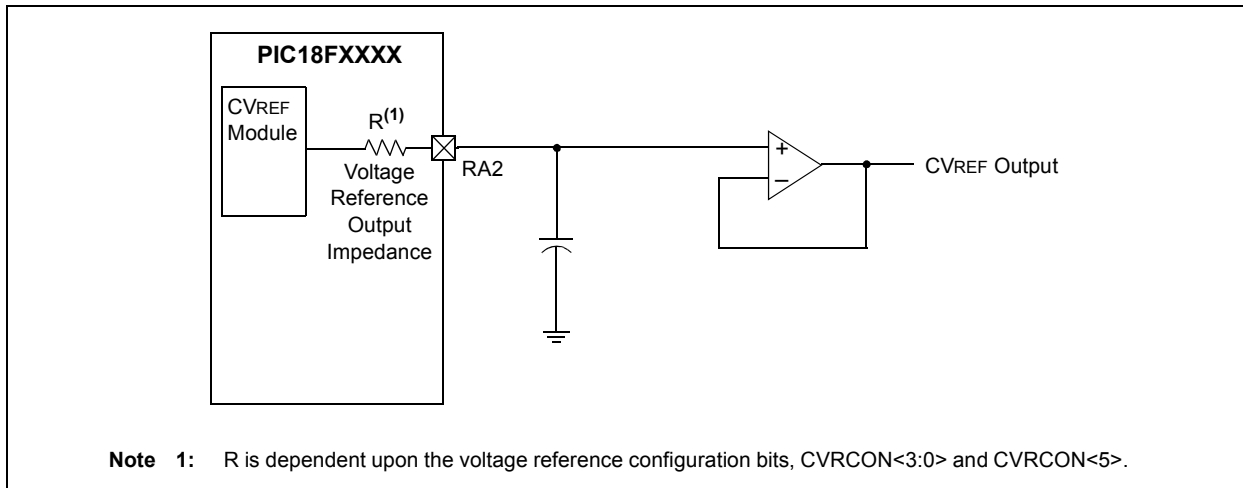 PIC18FXXXX
CVREF
Module
R(1)
Voltage
Reference
Output
Impedance
RA2
+
–
CVREF Output
Note 1: R is dependent upon the voltage reference configuration bits, CVRCON<3:0> and CVRCON<5>.